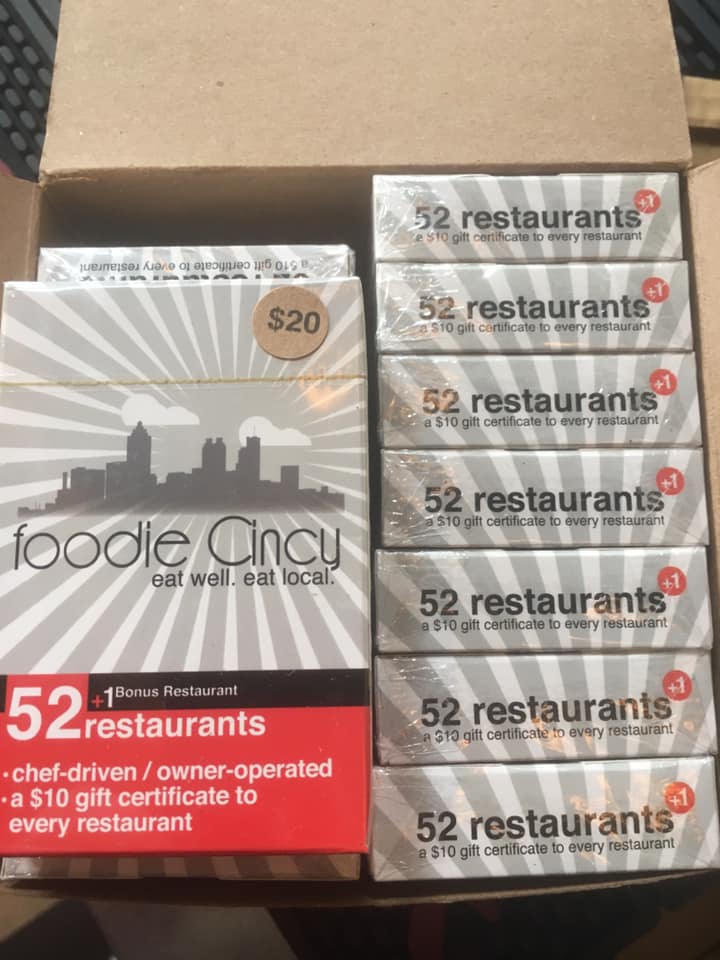 a $10 gift certificate to every restaurant
$20
foodie Cincy
eat well. eat local.
+1 Bonus Restaurant
52 restaurants
• chef-driven / owner-operated
• a $10 gift certificate to
every restaurant
52 restaurants +1
a $10 gift certificate to every restaurant
52 restaurants +1
a $10 gift certificate to every restaurant
52 restaurants +1
a $10 gift certificate to every restaurant
52 restaurants +1
a $10 gift certificate to every restaurant
52 restaurants +1
a $10 gift certificate to every restaurant
52 restaurants +1
a $10 gift certificate to every restaurant
52 restaurants +1
a $10 gift certificate to every restaurant